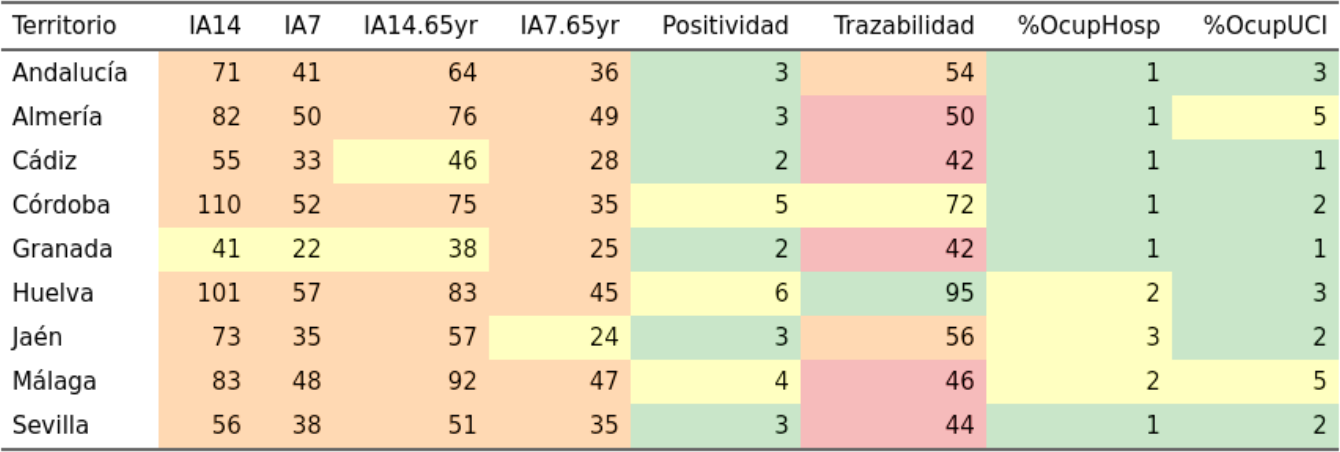 Territorio IA14 IA7 IA14.65yr IA7.65yr Positividad Trazabilidad %OcupHosp %OcupUCI
Andalucía 71 41 64 36 3 54 1 3
Almería 82 50 76 49 3 50 1 5
Cádiz 55 33 46 28 2 42 1 1
Córdoba 110 52 75 35 5 72 1 2
Granada 41 22 38 25 2 42 1 1
Huelva 101 57 83 45 6 95 2 3
Jaén 73 35 57 24 3 56 3 2
Málaga 83 48 92 47 4 46 2 5
Sevilla 56 38 51 35 3 44 1 2